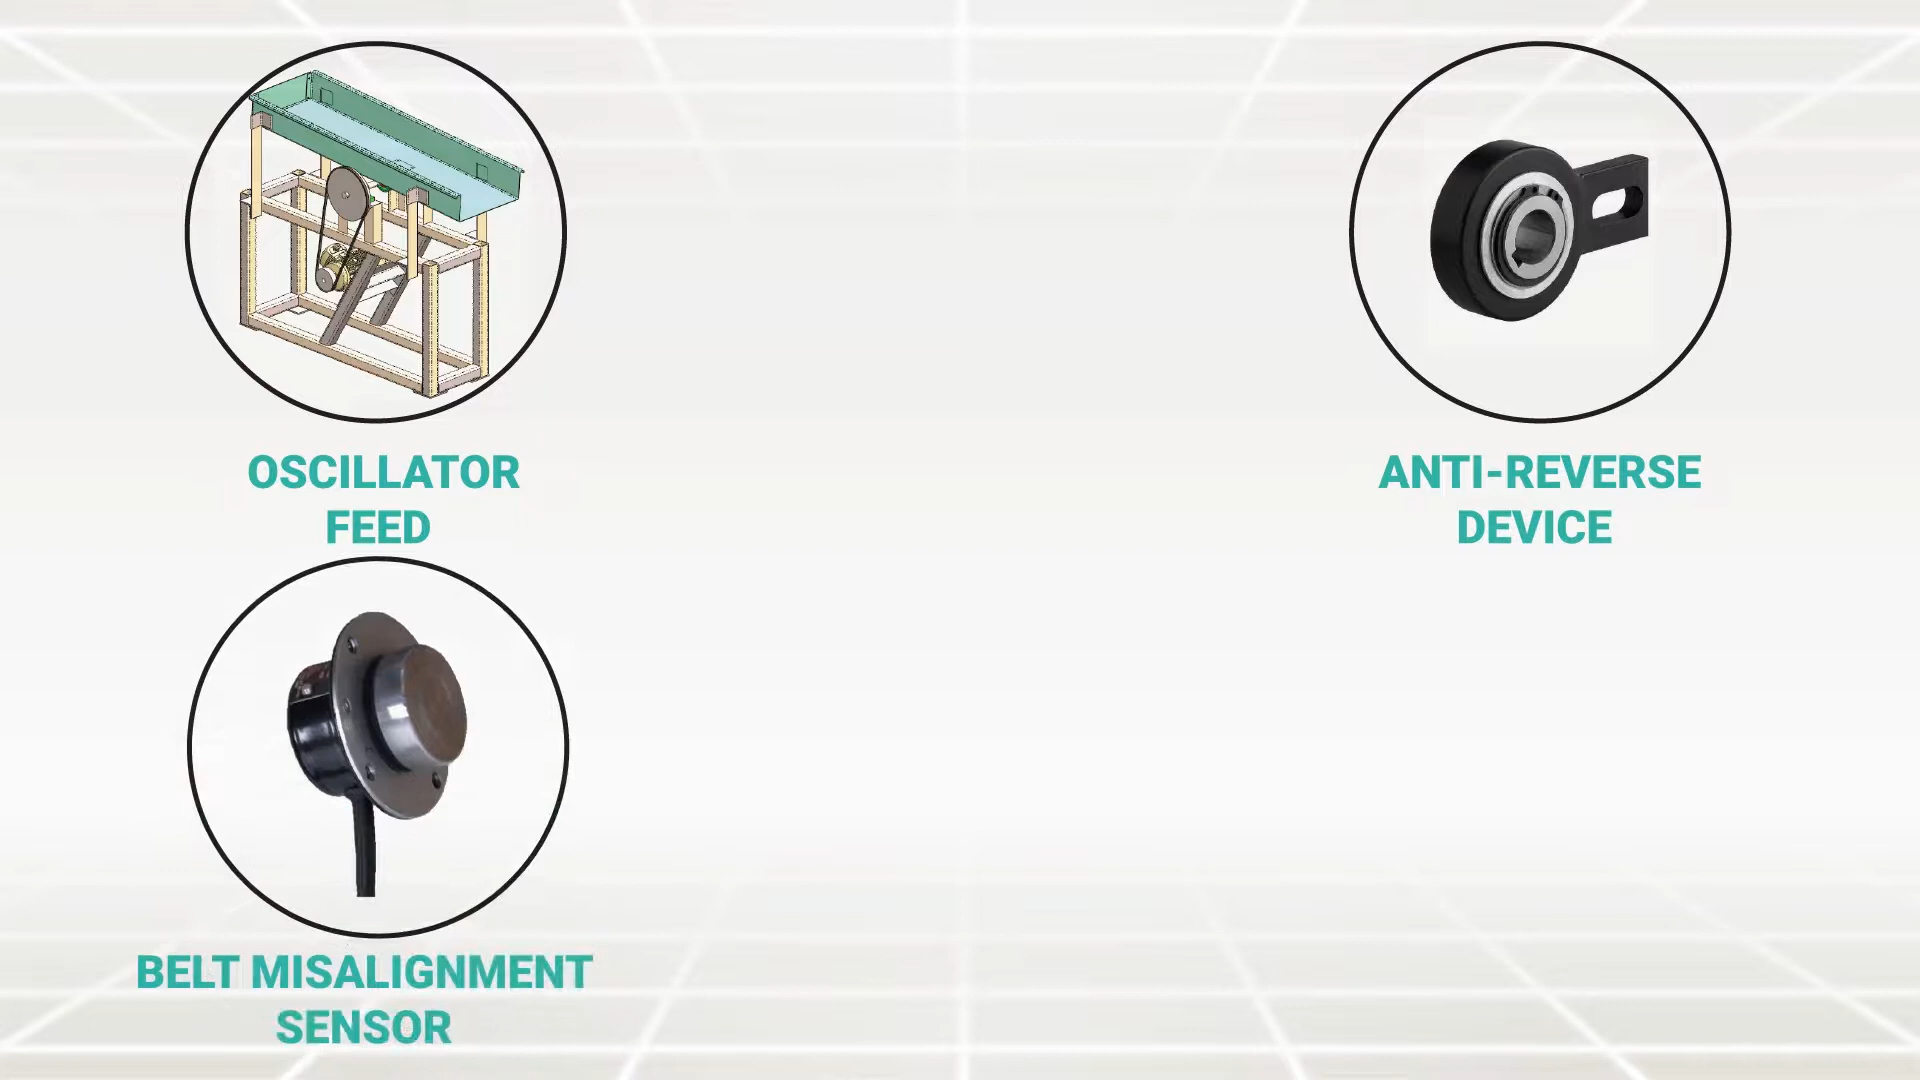 OSCILLATOR
FEED
ANTI-REVERSE
DEVICE
BELT MISALIGNMENT
SENSOR